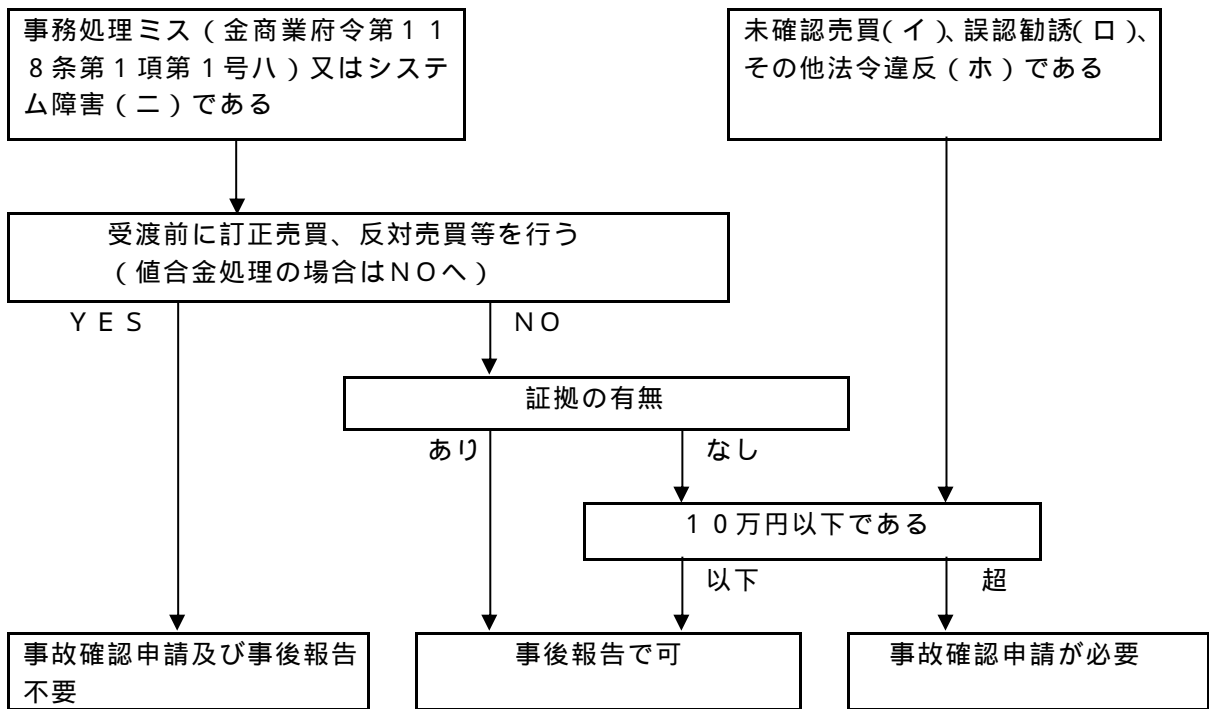 事務処理ミス（金商業府令第１１
８条第１項第１号ハ）又はシステ
ム障害（ニ）である
未確認売買(イ)、誤認勧誘(ロ)、
その他法令違反（ホ）である
受渡前に訂正売買、反対売買等を行う
（値合金処理の場合はＮＯへ）
ＹＥＳ
ＮＯ
証拠の有無
あり
なし
１０万円以下である
以下
超
事故確認申請及び事後報告
不要
事後報告で可
事故確認申請が必要